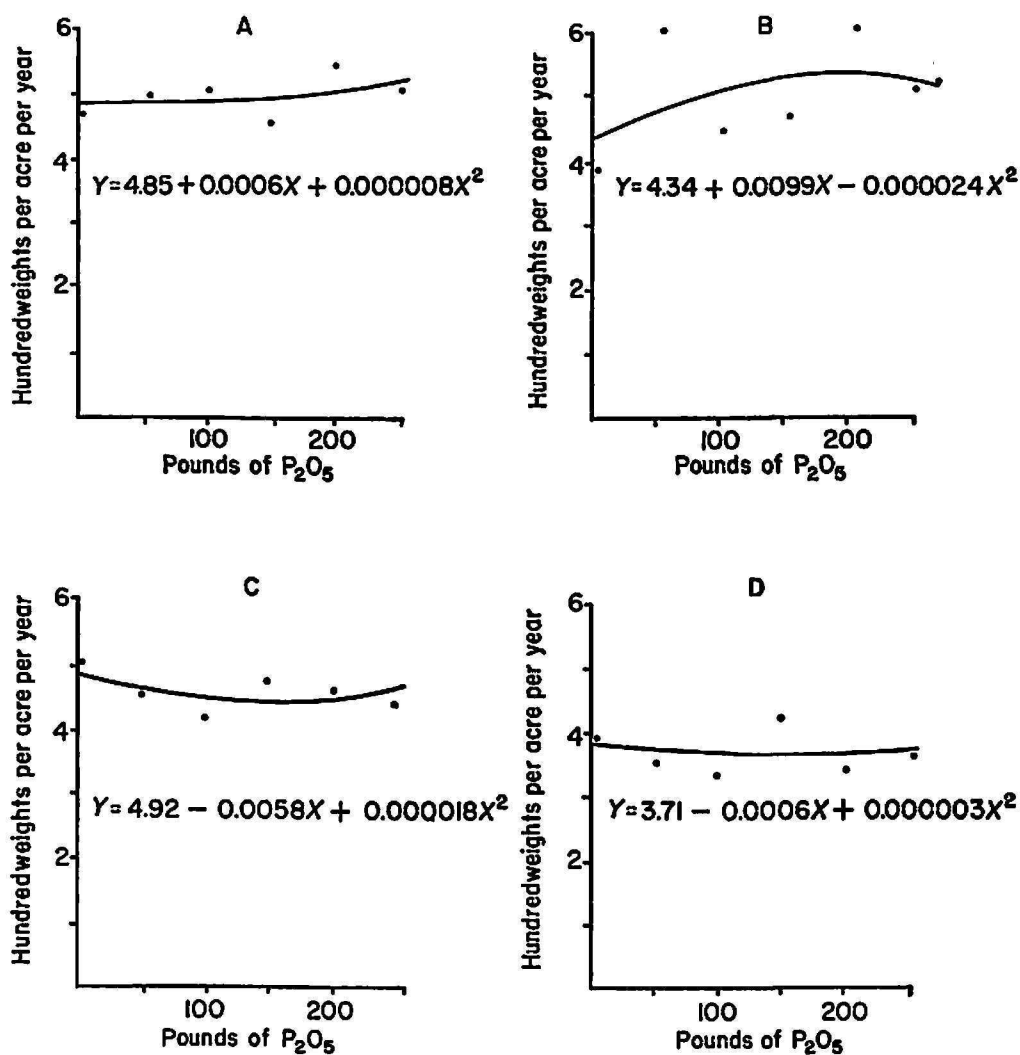 A
Hundredweights per acre per year
6
4
2
Y=4.85+0.0006X+0.000008X²
100 200
Pounds of P₂O₅
B
Hundredweights per acre per year
6
4
2
Y=4.34+0.0099X−0.000024X²
100 200
Pounds of P₂O₅
C
Hundredweights per acre per year
6
4
2
Y=4.92−0.0058X+0.000018X²
100 200
Pounds of P₂O₅
D
Hundredweights per acre per year
6
4
2
Y=3.71−0.0006X+0.000003X²
100 200
Pounds of P₂O₅